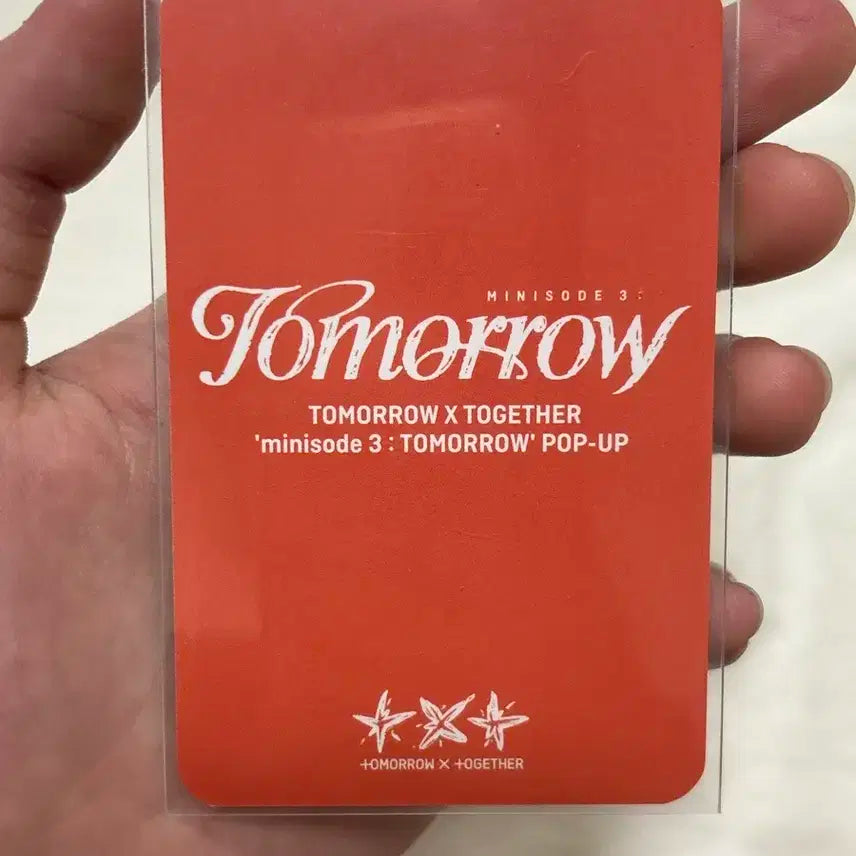 MINISODE 3:
Tomorrow
TOMORROW X TOGETHER
'minisode 3 : TOMORROW' POP-UP
TOMORROW X TOGETHER